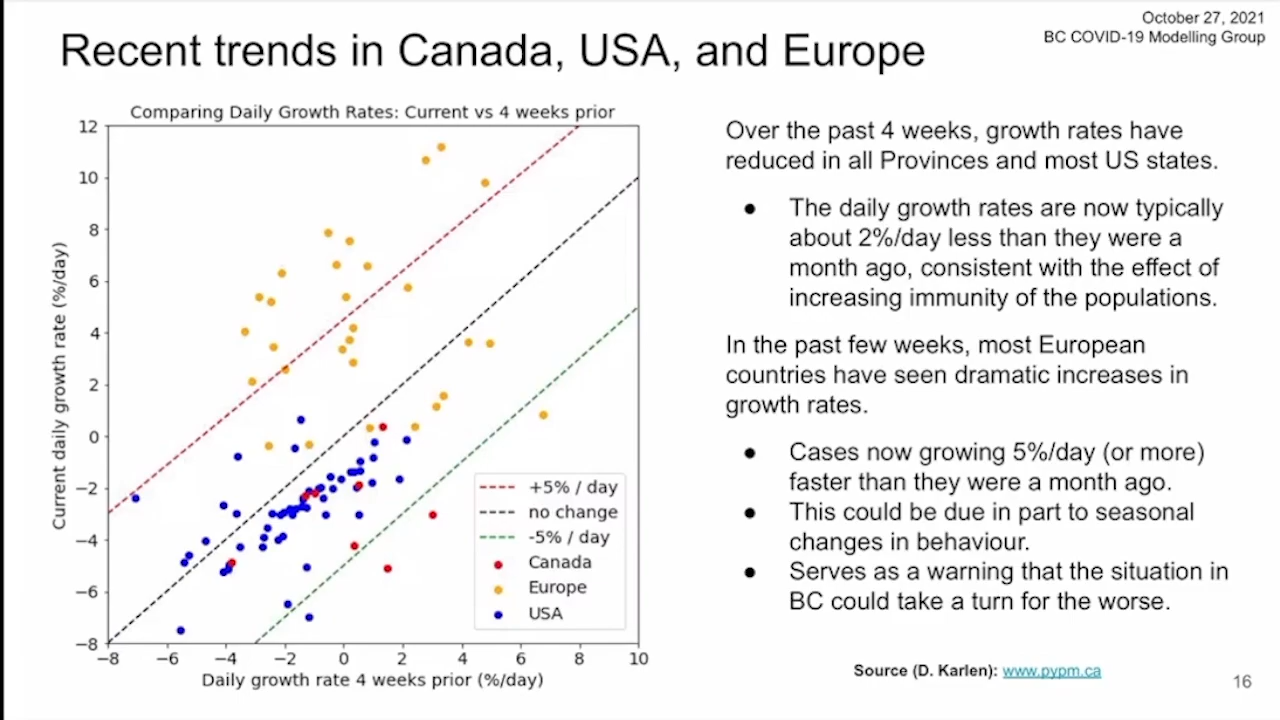 October 27, 2021
BC COVID-19 Modelling Group
Recent trends in Canada, USA, and Europe
Comparing Daily Growth Rates: Current vs 4 weeks prior
12
10
8
6
4
2
0
−2
−4
−6
−8
Current daily growth rate (%/day)
−8
−6
−4
−2
0
2
4
6
8
10
Daily growth rate 4 weeks prior (%/day)
+5% / day
no change
-5% / day
Canada
Europe
USA
Over the past 4 weeks, growth rates have
reduced in all Provinces and most US states.
● The daily growth rates are now typically
about 2%/day less than they were a
month ago, consistent with the effect of
increasing immunity of the populations.
In the past few weeks, most European
countries have seen dramatic increases in
growth rates.
● Cases now growing 5%/day (or more)
faster than they were a month ago.
● This could be due in part to seasonal
changes in behaviour.
● Serves as a warning that the situation in
BC could take a turn for the worse.
Source (D. Karlen): www.pypm.ca
16